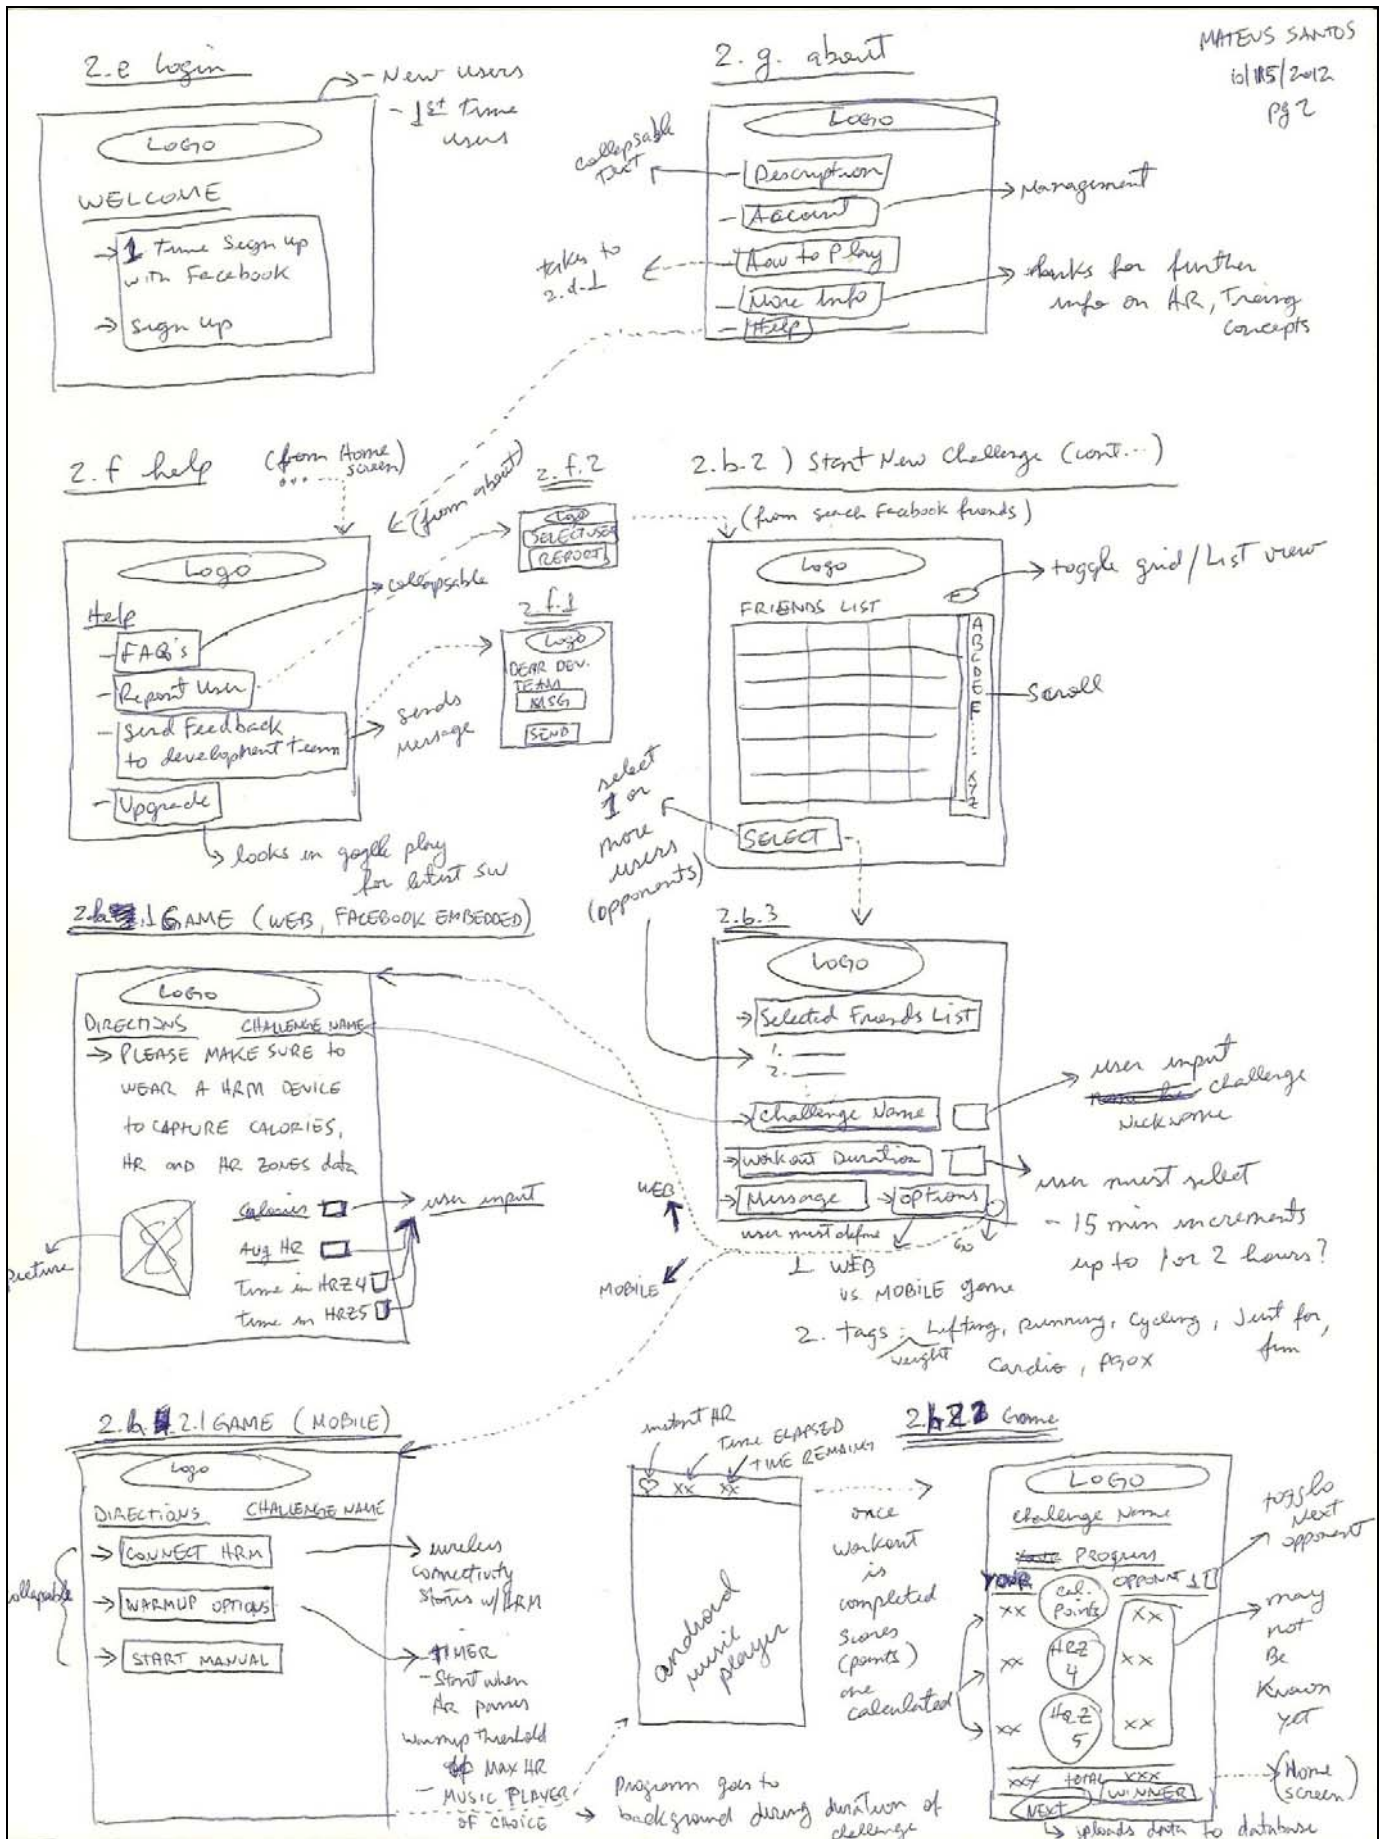 MATEUS SANTOS
10/15/2012
pg 2
2.e login
- New users
- 1st time
users
LOGO
WELCOME
→ 1 time sign up
with Facebook
→ sign up
2.g. about
LOGO
collapsable
text
- Description
- Account
Management
- How to Play
takes to
2.d.1
- More Info
for further
info on HR,
concepts
- Help
2.f help
(from Home
screen)
(from about)
Logo
Help
- FAQ's
collapsable
- Report User
- Send Feedback
to development team
sends
message
- Upgrade
looks in google play
for latest SW
2.f.2
Logo
SELECT USER
REPORT
2.f.1
Logo
DEAR DEV.
TEAM
MSG
SEND
2.b.2) Start New Challenge (cont...)
(from search Facebook friends)
Logo
toggle grid/List view
FRIENDS LIST
A
B
C
D
E
F
X
Y
Z
Scroll
SELECT
select
1 or
more
users
(opponents)
.1 GAME (WEB, FACEBOOK EMBEDDED)
LOGO
DIRECTIONS CHALLENGE NAME
→ PLEASE MAKE SURE to
WEAR A HRM DEVICE
to CAPTURE CALORIES,
HR and HR ZONES data
Calories
user input
Avg HR
Time in HRZ4
time in HRZ5
picture
2.b.3
LOGO
→ Selected Friends List
1.
2.
→ Challenge Name
user input
challenge
Nickname
→ Workout Duration
user must select
- 15 min increments
up to 1 or 2 hours?
→ Message → options
GO
user must define
1 WEB
vs. MOBILE game
2. tags: Lifting, running, cycling, Just for
fun,
weight
cardio, P90X
WEB
MOBILE
2.1 GAME (MOBILE)
Logo
DIRECTIONS CHALLENGE NAME
→ CONNECT HRM
wireless
connectivity
status w/HRM
→ WARMUP OPTIONS
→ START MANUAL
collapsable
TIMER
- Start when
HR passes
warmup threshold
Max HR
- MUSIC PLAYER
OF CHOICE
Program goes to
background during duration of
challenge
instant HR
Time ELAPSED
TIME REMAING
xx xx
android
music
player
once
workout
is
completed
scores
(points)
are
calculated
Game
LOGO
Challenge Name
PROGRESS
YOUR OPPONT 1
toggle
Next
opponent
xx Cal. Points xx
xx HRZ 4 xx
xx HRZ 5 xx
may
not
Be
Known
yet
xxx TOTAL xxx
WINNER
(Home
screen)
NEXT
uploads data to database